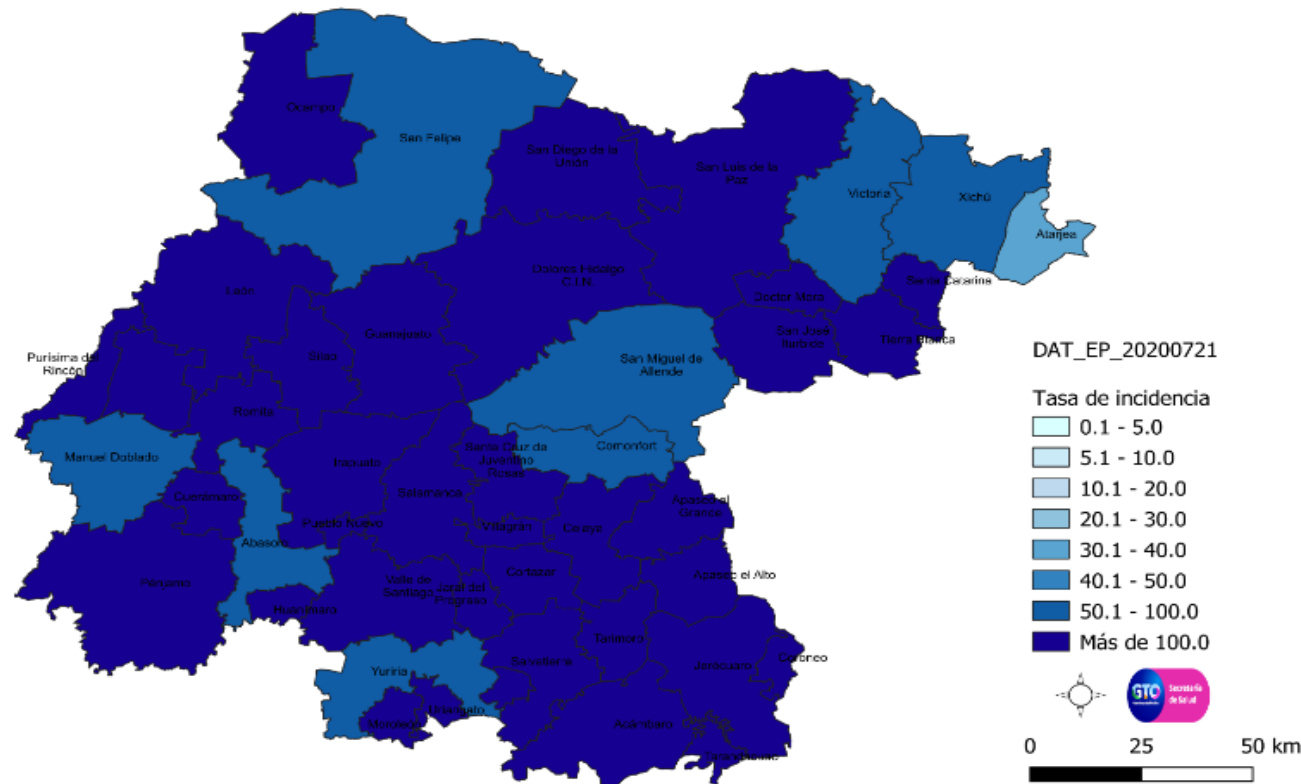 Ocampo
San Felipe
San Diego de la
Unión
San Luis de la
Paz
Victoria
Xichú
Atarjea
León
Dolores Hidalgo
C.I.N.
Santa Catarina
Doctor Mora
Guanajuato
San José
Iturbide
Tierra Blanca
Purísima del
Rincón
Silao
San Miguel de
Allende
Romita
Manuel Doblado
Comonfort
Santa Cruz de
Juventino
Rosas
Irapuato
Cuerámaro
Salamanca
Apaseo el
Grande
Pueblo Nuevo
Villagrán
Celaya
Abasolo
Pénjamo
Cortazar
Apaseo el Alto
Valle de
Santiago
Jaral del
Progreso
Huanímaro
Tarimoro
Coroneo
Salvatierra
Jerécuaro
Yuriria
Uriangato
Moroleón
Acámbaro
Tarandacuao
DAT_EP_20200721
Tasa de incidencia
0.1 - 5.0
5.1 - 10.0
10.1 - 20.0
20.1 - 30.0
30.1 - 40.0
40.1 - 50.0
50.1 - 100.0
Más de 100.0
GTO
Secretaría
de Salud
0 25 50 km